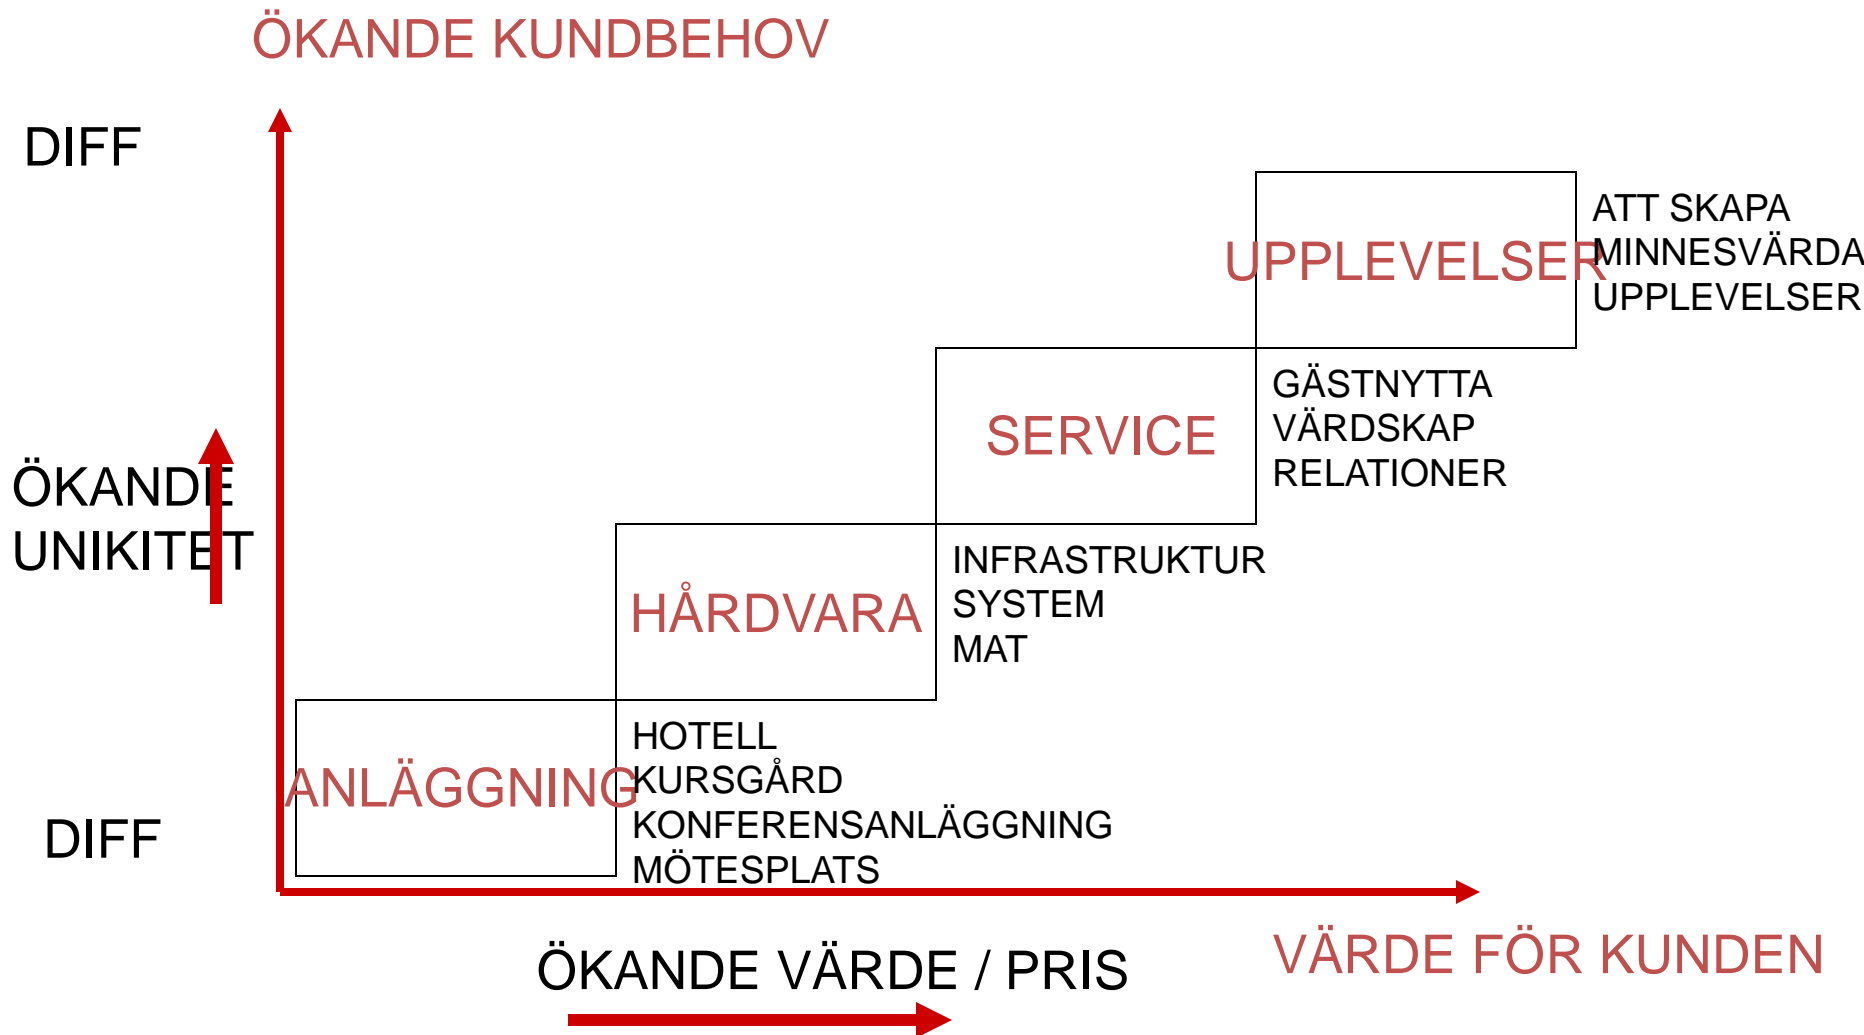 ÖKANDE KUNDBEHOV
DIFF
UPPLEVELSER
ATT SKAPA
MINNESVÄRDA
UPPLEVELSER
SERVICE
GÄSTNYTTA
VÄRDSKAP
RELATIONER
ÖKANDE
UNIKITET
HÅRDVARA
INFRASTRUKTUR
SYSTEM
MAT
ANLÄGGNING
HOTELL
KURSGÅRD
KONFERENSANLÄGGNING
MÖTESPLATS
DIFF
ÖKANDE VÄRDE / PRIS
VÄRDE FÖR KUNDEN